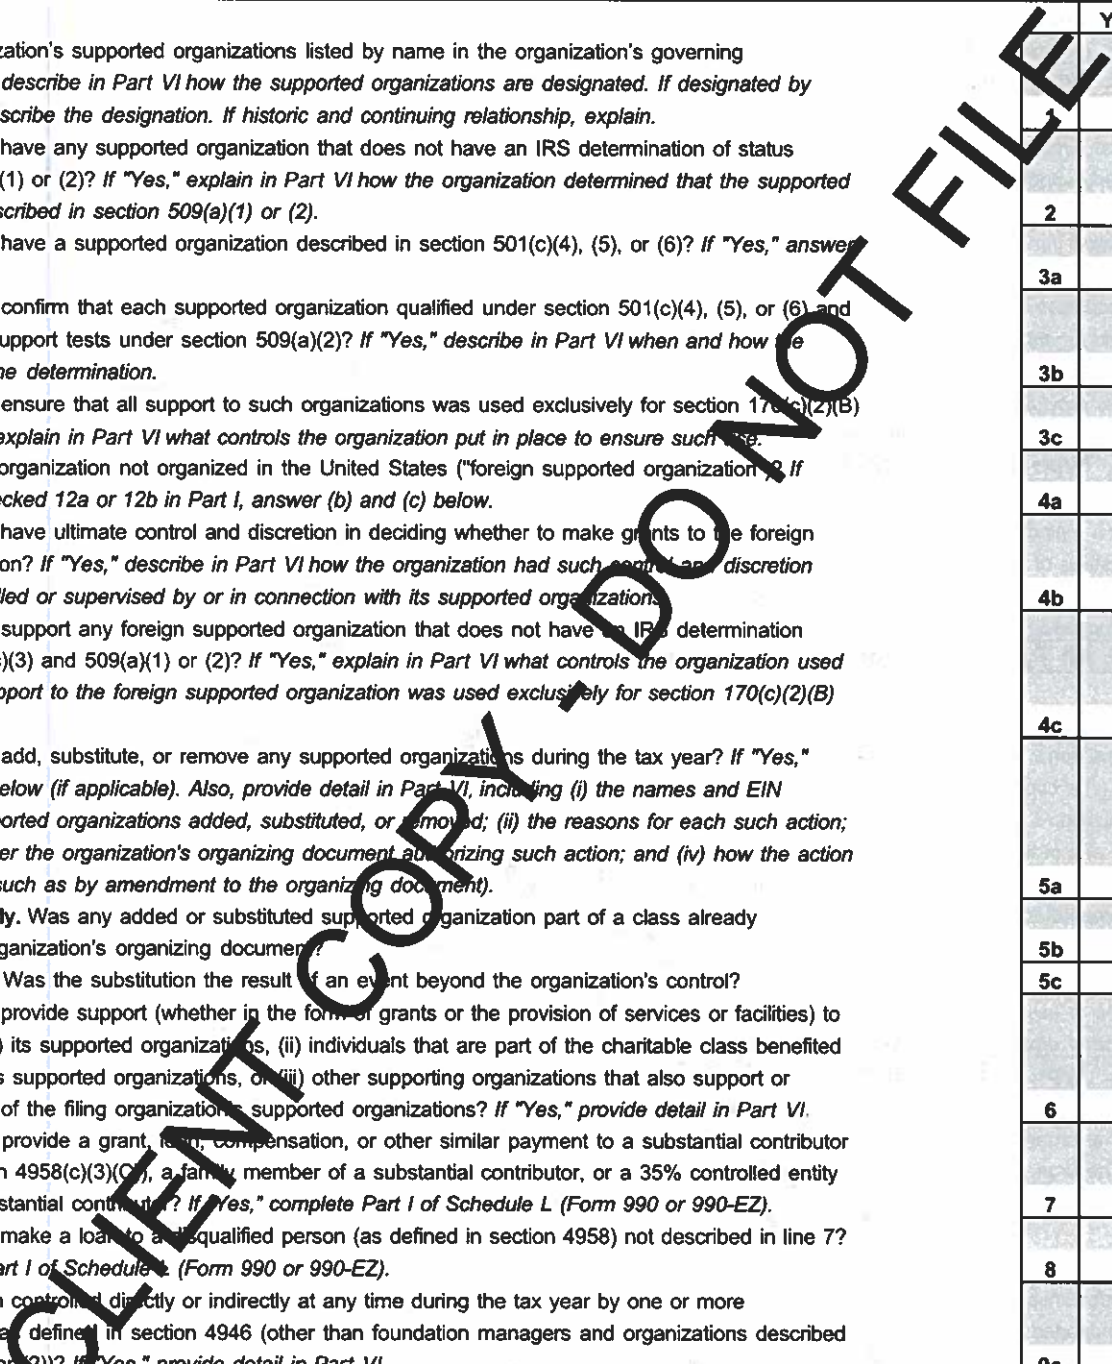 Y
zation's supported organizations listed by name in the organization's governing
describe in Part VI how the supported organizations are designated. If designated by
scribe the designation. If historic and continuing relationship, explain. 1
have any supported organization that does not have an IRS determination of status
(1) or (2)? If "Yes," explain in Part VI how the organization determined that the supported
scribed in section 509(a)(1) or (2). 2
have a supported organization described in section 501(c)(4), (5), or (6)? If "Yes," answer
3a
confirm that each supported organization qualified under section 501(c)(4), (5), or (6) and
upport tests under section 509(a)(2)? If "Yes," describe in Part VI when and how the
he determination. 3b
ensure that all support to such organizations was used exclusively for section 170(c)(2)(B)
explain in Part VI what controls the organization put in place to ensure such use. 3c
organization not organized in the United States ("foreign supported organization")? If
cked 12a or 12b in Part I, answer (b) and (c) below. 4a
have ultimate control and discretion in deciding whether to make grants to the foreign
on? If "Yes," describe in Part VI how the organization had such control and discretion
lled or supervised by or in connection with its supported organizations. 4b
support any foreign supported organization that does not have an IRS determination
)(3) and 509(a)(1) or (2)? If "Yes," explain in Part VI what controls the organization used
pport to the foreign supported organization was used exclusively for section 170(c)(2)(B)
4c
add, substitute, or remove any supported organizations during the tax year? If "Yes,"
elow (if applicable). Also, provide detail in Part VI, including (i) the names and EIN
orted organizations added, substituted, or removed; (ii) the reasons for each such action;
er the organization's organizing document authorizing such action; and (iv) how the action
such as by amendment to the organizing document). 5a
ly. Was any added or substituted supported organization part of a class already
ganization's organizing document? 5b
Was the substitution the result of an event beyond the organization's control? 5c
provide support (whether in the form of grants or the provision of services or facilities) to
) its supported organizations, (ii) individuals that are part of the charitable class benefited
s supported organizations, or (iii) other supporting organizations that also support or
of the filing organization's supported organizations? If "Yes," provide detail in Part VI. 6
provide a grant, loan, compensation, or other similar payment to a substantial contributor
n 4958(c)(3)(C)), a family member of a substantial contributor, or a 35% controlled entity
bstantial contributor? If "Yes," complete Part I of Schedule L (Form 990 or 990-EZ). 7
make a loan to a disqualified person (as defined in section 4958) not described in line 7?
art I of Schedule L (Form 990 or 990-EZ). 8
n controlled directly or indirectly at any time during the tax year by one or more
as defined in section 4946 (other than foundation managers and organizations described
or (2))? If "Yes," provide detail in Part VI. 9a
CLIENT COPY - DO NOT FILE